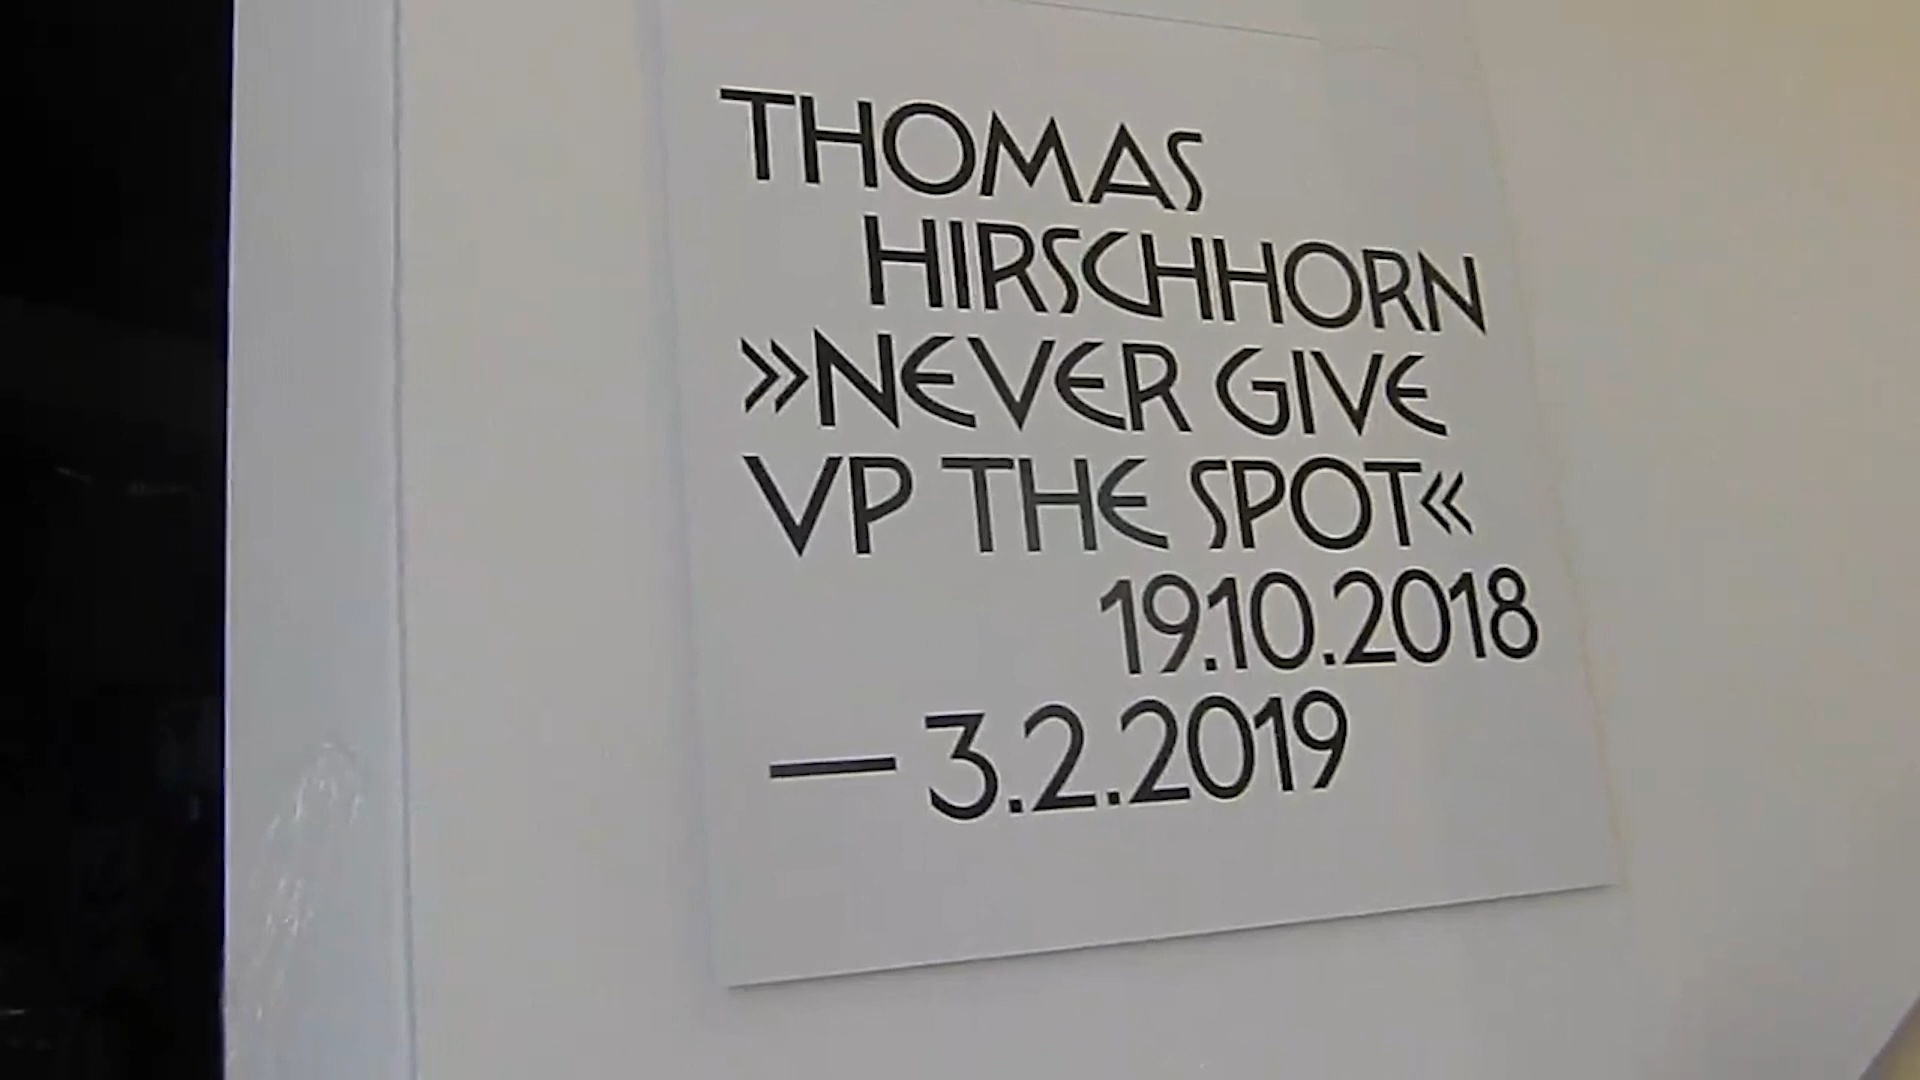 THOMAS
HIRSCHHORN
»NEVER GIVE
VP THE SPOT«
19.10.2018
— 3.2.2019